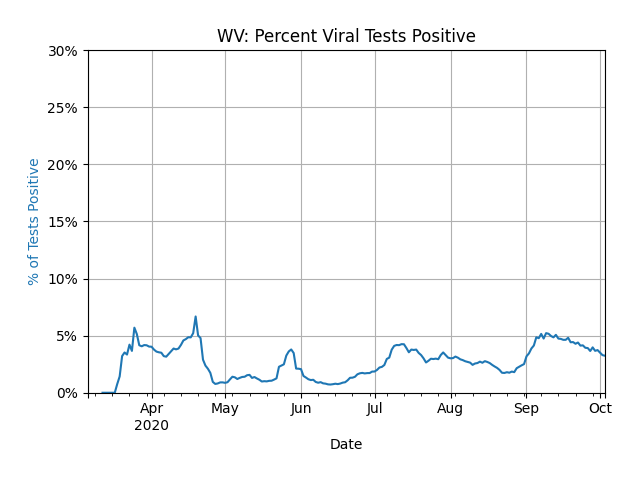 WV: Percent Viral Tests Positive
30%
25%
20%
15%
10%
5%
0%
% of Tests Positive
Apr May Jun Jul Aug Sep Oct
2020
Date